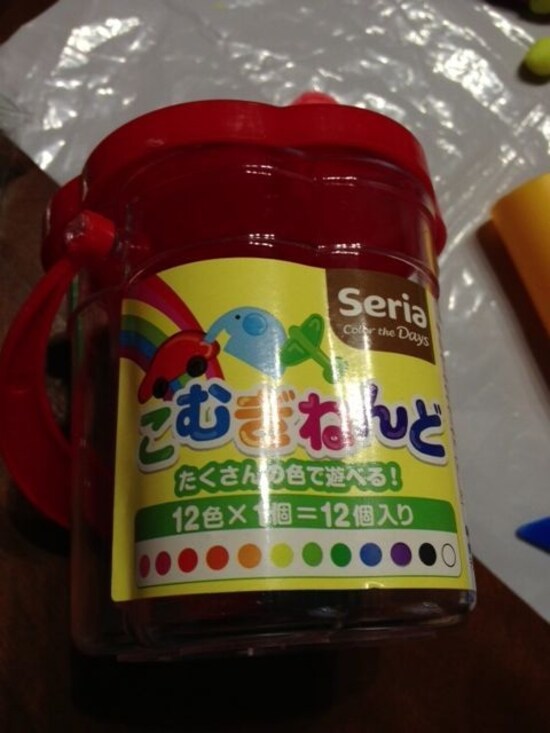 Seria
Color the Days
こむぎねんど
たくさんの色で遊べる!
12色×1個=12個入り